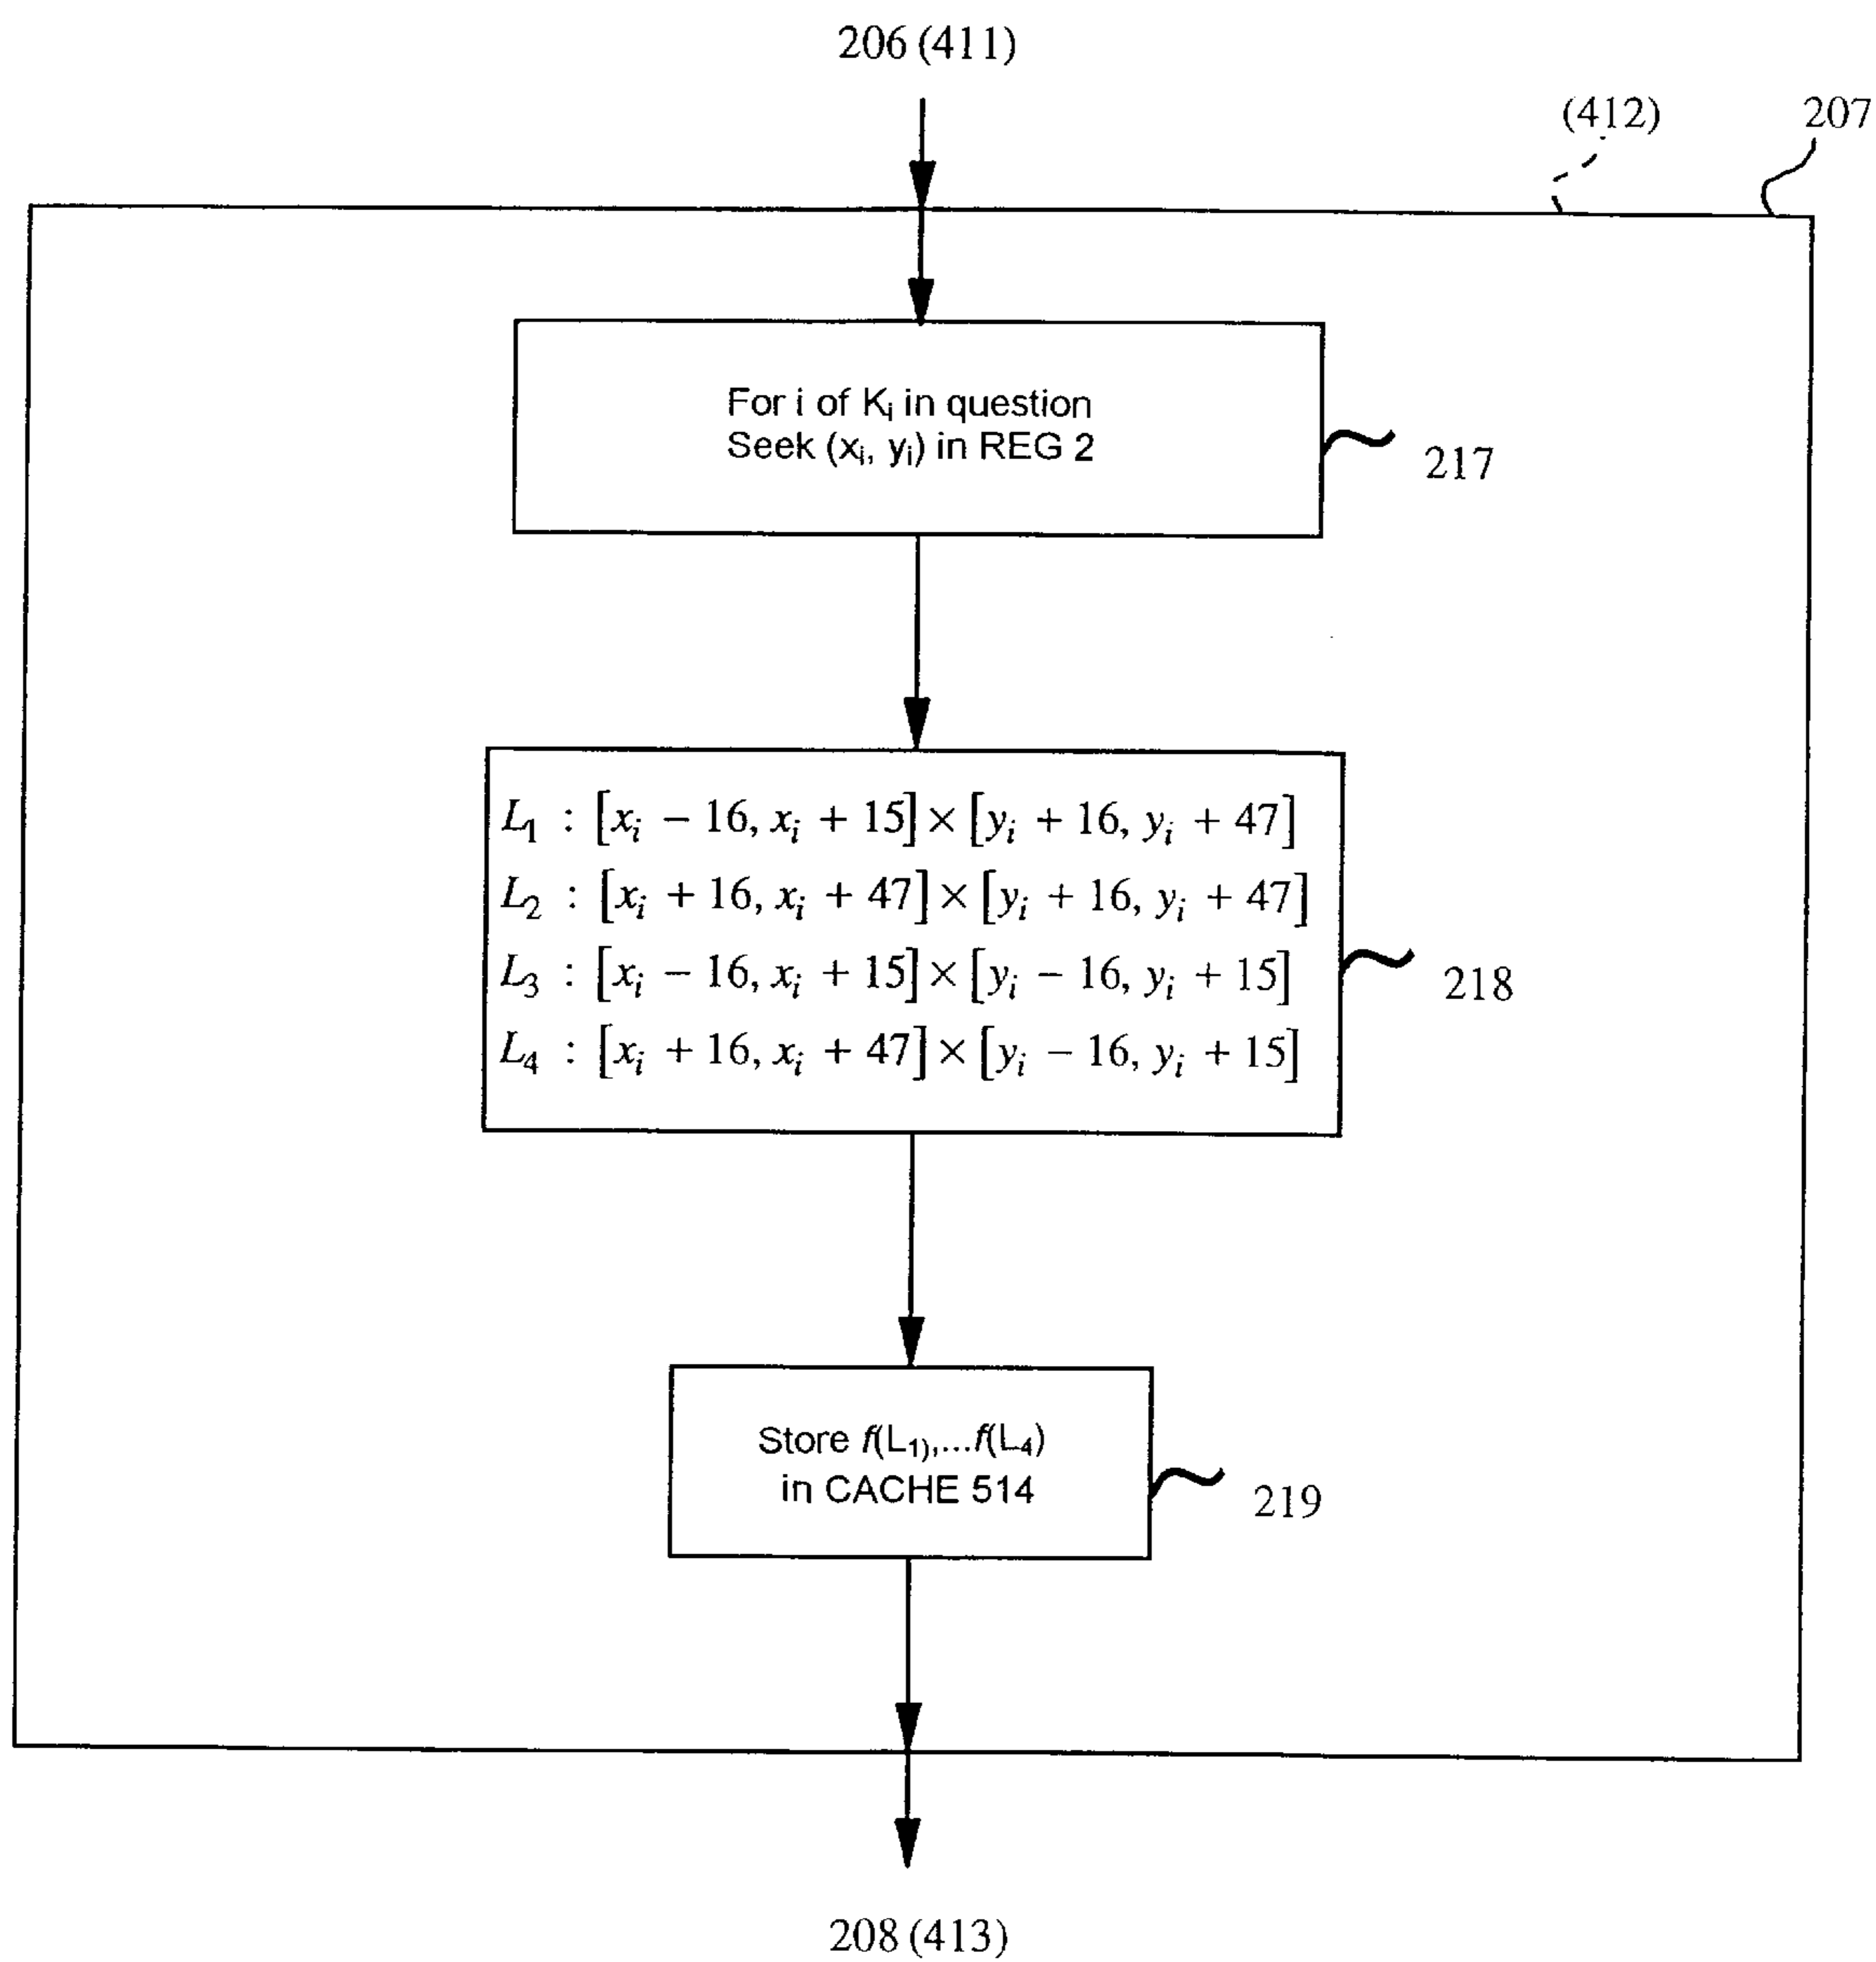 206 (411)
(412)
207
For i of Kᵢ in question
Seek (xᵢ, yᵢ) in REG 2
217
L₁ : [xᵢ − 16, xᵢ + 15] × [yᵢ + 16, yᵢ + 47]
L₂ : [xᵢ + 16, xᵢ + 47] × [yᵢ + 16, yᵢ + 47]
L₃ : [xᵢ − 16, xᵢ + 15] × [yᵢ − 16, yᵢ + 15]
L₄ : [xᵢ + 16, xᵢ + 47] × [yᵢ − 16, yᵢ + 15]
218
Store f(L₁₎,...f(L₄)
in CACHE 514
219
208 (413)